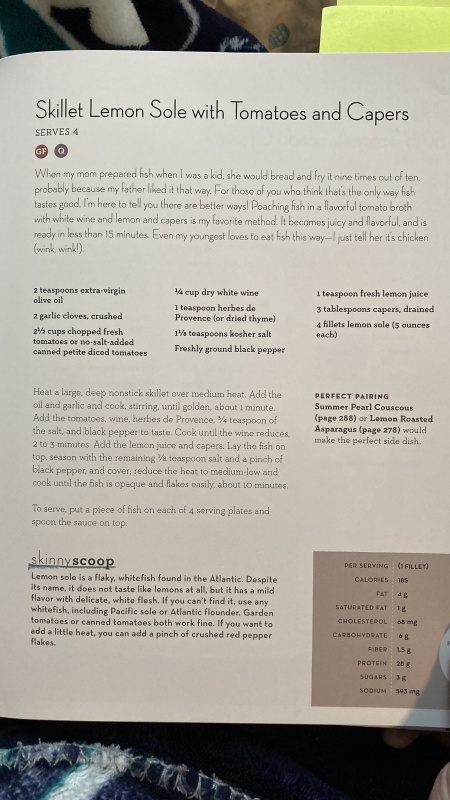 Skillet Lemon Sole with Tomatoes and Capers
SERVES 4
GF Q
When my mom prepared fish when I was a kid, she would bread and fry it nine times out of ten,
probably because my father liked it that way. For those of you who think that's the only way fish
tastes good, I'm here to tell you there are better ways! Poaching fish in a flavorful tomato broth
with white wine and lemon and capers is my favorite method. It becomes juicy and flavorful, and is
ready in less than 15 minutes. Even my youngest loves to eat fish this way—I just tell her it's chicken
(wink, wink!).
2 teaspoons extra-virgin
olive oil
2 garlic cloves, crushed
2½ cups chopped fresh
tomatoes or no-salt-added
canned petite diced tomatoes
¼ cup dry white wine
1 teaspoon herbes de
Provence (or dried thyme)
1⅛ teaspoons kosher salt
Freshly ground black pepper
1 teaspoon fresh lemon juice
3 tablespoons capers, drained
4 fillets lemon sole (5 ounces
each)
Heat a large, deep nonstick skillet over medium heat. Add the
oil and garlic and cook, stirring, until golden, about 1 minute.
Add the tomatoes, wine, herbes de Provence, ¾ teaspoon of
the salt, and black pepper to taste. Cook until the wine reduces,
2 to 3 minutes. Add the lemon juice and capers. Lay the fish on
top, season with the remaining ⅜ teaspoon salt and a pinch of
black pepper, and cover; reduce the heat to medium-low and
cook until the fish is opaque and flakes easily, about 10 minutes.
To serve, put a piece of fish on each of 4 serving plates and
spoon the sauce on top.
PERFECT PAIRING
Summer Pearl Couscous
(page 288) or Lemon Roasted
Asparagus (page 278) would
make the perfect side dish.
skinnyscoop
Lemon sole is a flaky, whitefish found in the Atlantic. Despite
its name, it does not taste like lemons at all, but it has a mild
flavor with delicate, white flesh. If you can't find it, use any
whitefish, including Pacific sole or Atlantic flounder. Garden
tomatoes or canned tomatoes both work fine. If you want to
add a little heat, you can add a pinch of crushed red pepper
flakes.
PER SERVING (1 FILLET)
CALORIES 185
FAT 4 g
SATURATED FAT 1 g
CHOLESTEROL 68 mg
CARBOHYDRATE 6 g
FIBER 1.5 g
PROTEIN 28 g
SUGARS 3 g
SODIUM 593 mg